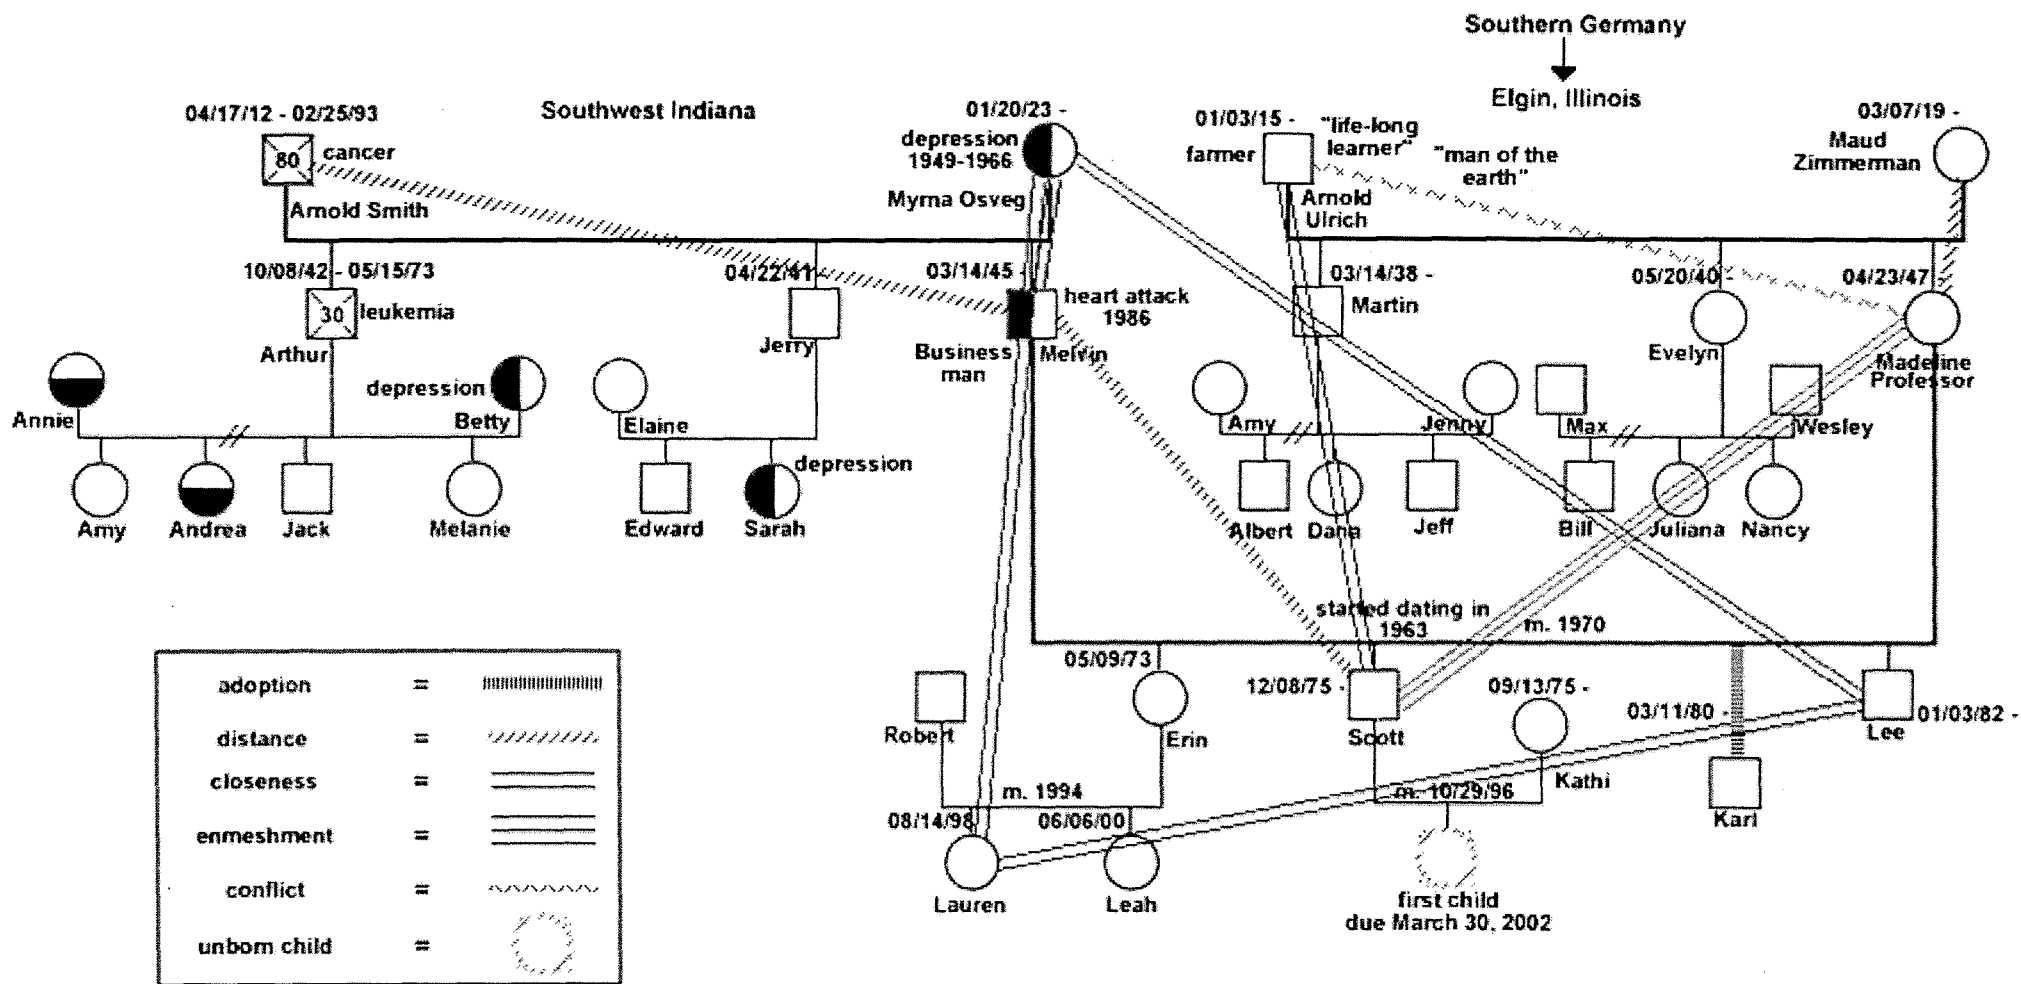 Southern Germany
Elgin, Illinois
04/17/12 - 02/25/93
Southwest Indiana
01/20/23 -
01/03/15 -
"life-long
learner"
03/07/19 -
80
cancer
depression
1949-1966
farmer
"man of the
earth"
Maud
Zimmerman
Arnold Smith
Myrna Osveg
Arnold
Ulrich
10/08/42 - 05/15/73
04/22/41 -
03/14/45 -
03/14/38 -
05/20/40 -
04/23/47 -
30
leukemia
heart attack
1986
Martin
Arthur
Jerry
Business
man
Melvin
Evelyn
Madeline
Professor
Annie
depression
Betty
Elaine
Amy
Jenny
Max
Wesley
depression
Amy
Andrea
Jack
Melanie
Edward
Sarah
Albert
Dana
Jeff
Bill
Juliana
Nancy
started dating in
1963
m. 1970
05/09/73
12/08/75 -
09/13/75 -
03/11/80 -
01/03/82 -
Robert
Erin
Scott
Kathi
Karl
Lee
m. 1994
m. 10/29/96
08/14/98
06/06/00
Lauren
Leah
first child
due March 30, 2002
adoption =
distance =
closeness =
enmeshment =
conflict =
unborn child =